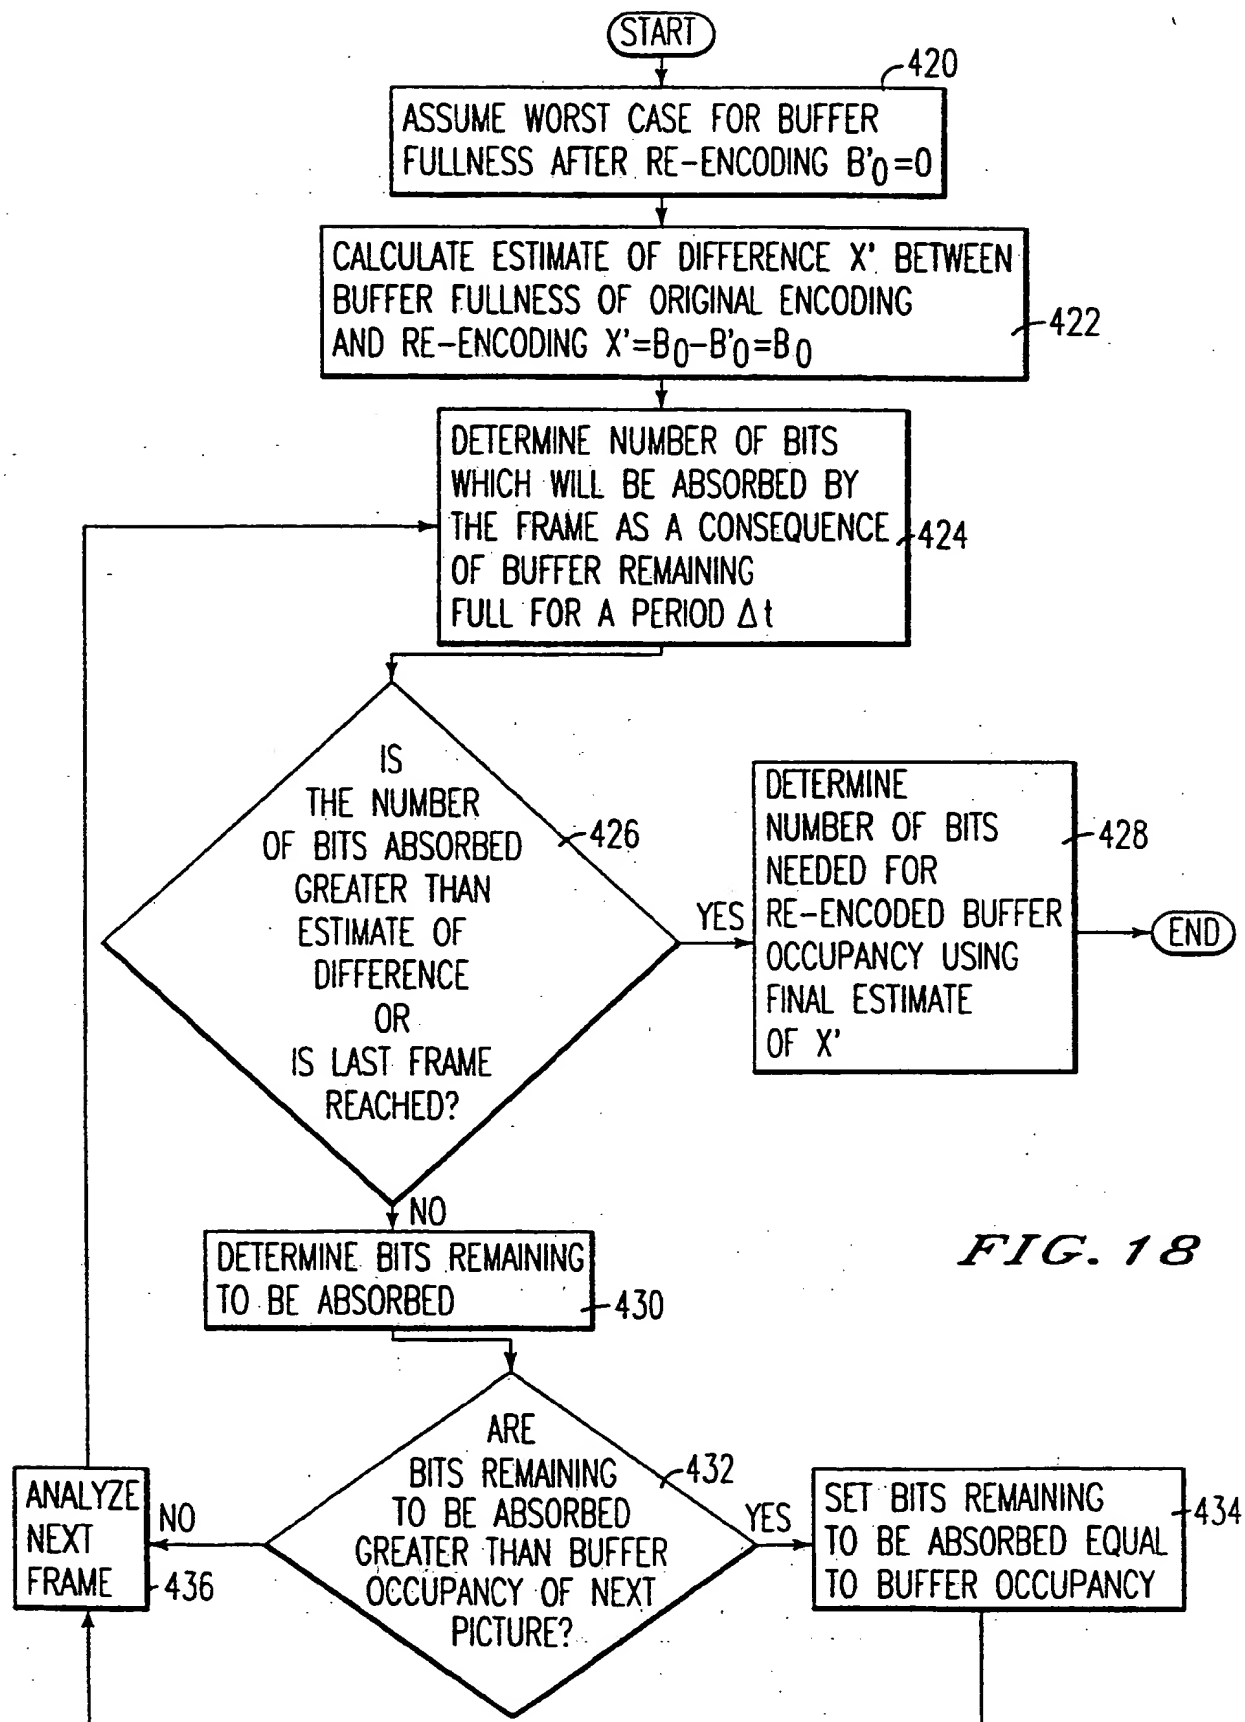 START
420
ASSUME WORST CASE FOR BUFFER
FULLNESS AFTER RE-ENCODING B'0=0
CALCULATE ESTIMATE OF DIFFERENCE X' BETWEEN
BUFFER FULLNESS OF ORIGINAL ENCODING
AND RE-ENCODING X'=B0-B'0=B0
422
DETERMINE NUMBER OF BITS
WHICH WILL BE ABSORBED BY
THE FRAME AS A CONSEQUENCE
OF BUFFER REMAINING
FULL FOR A PERIOD Δt
424
IS
THE NUMBER
OF BITS ABSORBED
GREATER THAN
ESTIMATE OF
DIFFERENCE
OR
IS LAST FRAME
REACHED?
426
YES
DETERMINE
NUMBER OF BITS
NEEDED FOR
RE-ENCODED BUFFER
OCCUPANCY USING
FINAL ESTIMATE
OF X'
428
END
NO
DETERMINE BITS REMAINING
TO BE ABSORBED
430
FIG. 18
ARE
BITS REMAINING
TO BE ABSORBED
GREATER THAN BUFFER
OCCUPANCY OF NEXT
PICTURE?
432
NO
ANALYZE
NEXT
FRAME
436
YES
SET BITS REMAINING
TO BE ABSORBED EQUAL
TO BUFFER OCCUPANCY
434